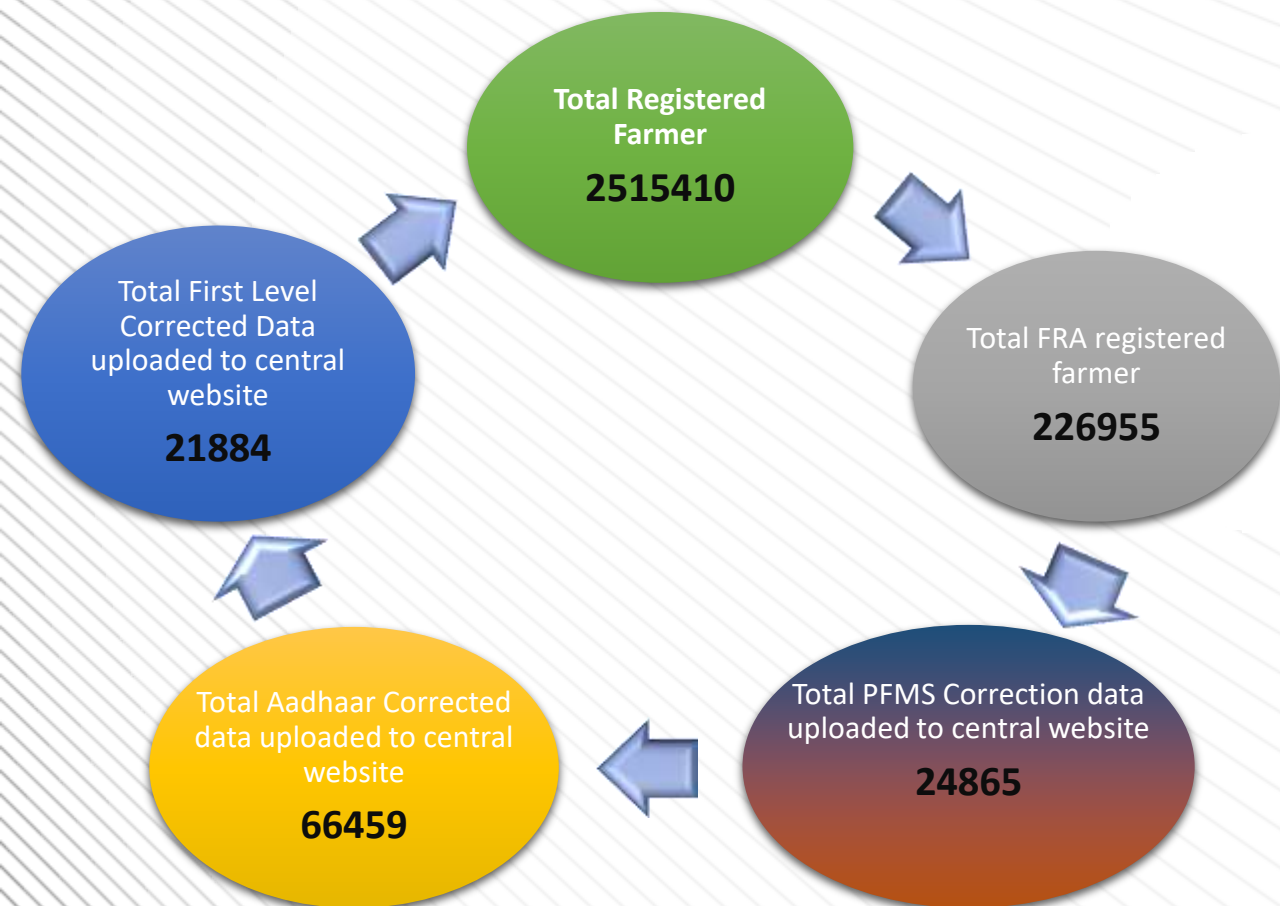 Total Registered
Farmer
2515410
Total FRA registered
farmer
226955
Total PFMS Correction data
uploaded to central website
24865
Total Aadhaar Corrected
data uploaded to central
website
66459
Total First Level
Corrected Data
uploaded to central
website
21884